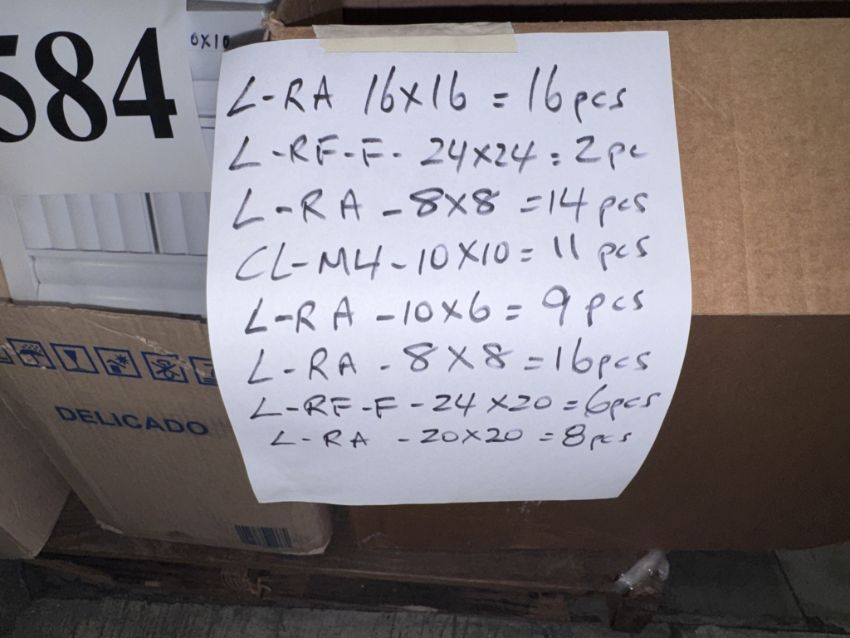 584
0X10
L-RA 16X16 = 16pcs
L-RF-F- 24X24 = 2pc
L-RA-8X8 = 14pcs
CL-M4-10X10 = 11 pcs
L-RA-10X6 = 9 pcs
L-RA-8X8 = 16pcs
L-RF-F-24X20 = 6pcs
L-RA-20X20 = 8pcs
DELICADO